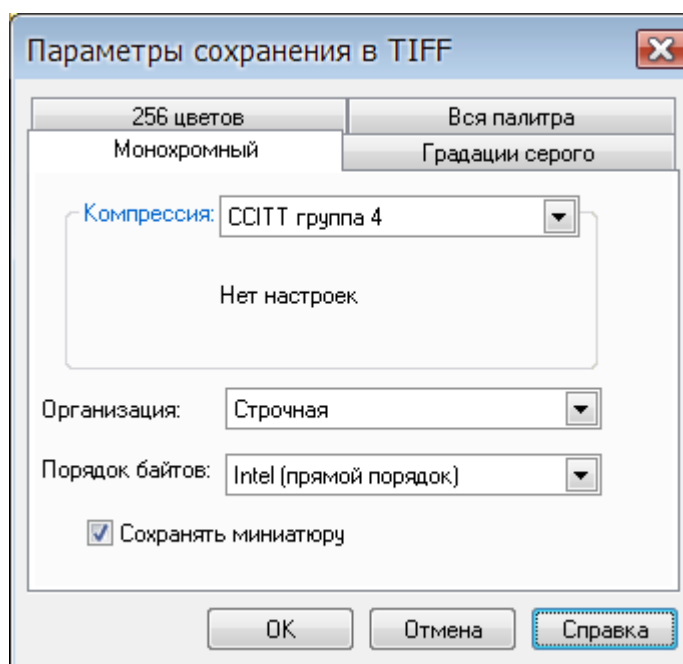 Параметры сохранения в TIFF
256 цветов
Вся палитра
Монохромный
Градации серого
Компрессия: CCITT группа 4
Нет настроек
Организация: Строчная
Порядок байтов: Intel (прямой порядок)
Сохранять миниатюру
OK Отмена Справка